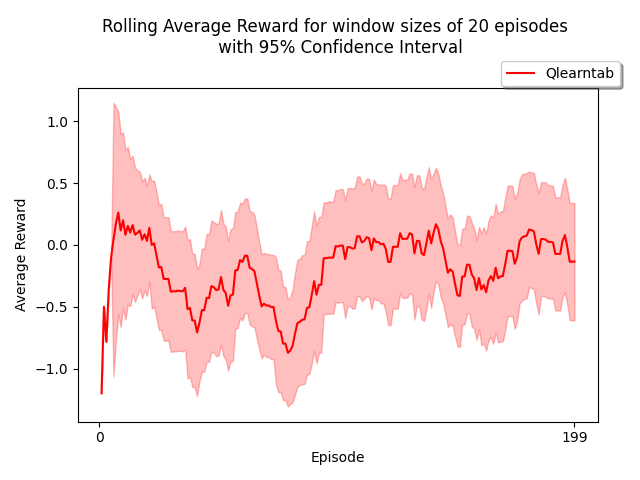 Rolling Average Reward for window sizes of 20 episodes
with 95% Confidence Interval
Qlearntab
1.0
0.5
0.0
−0.5
−1.0
Average Reward
0
199
Episode